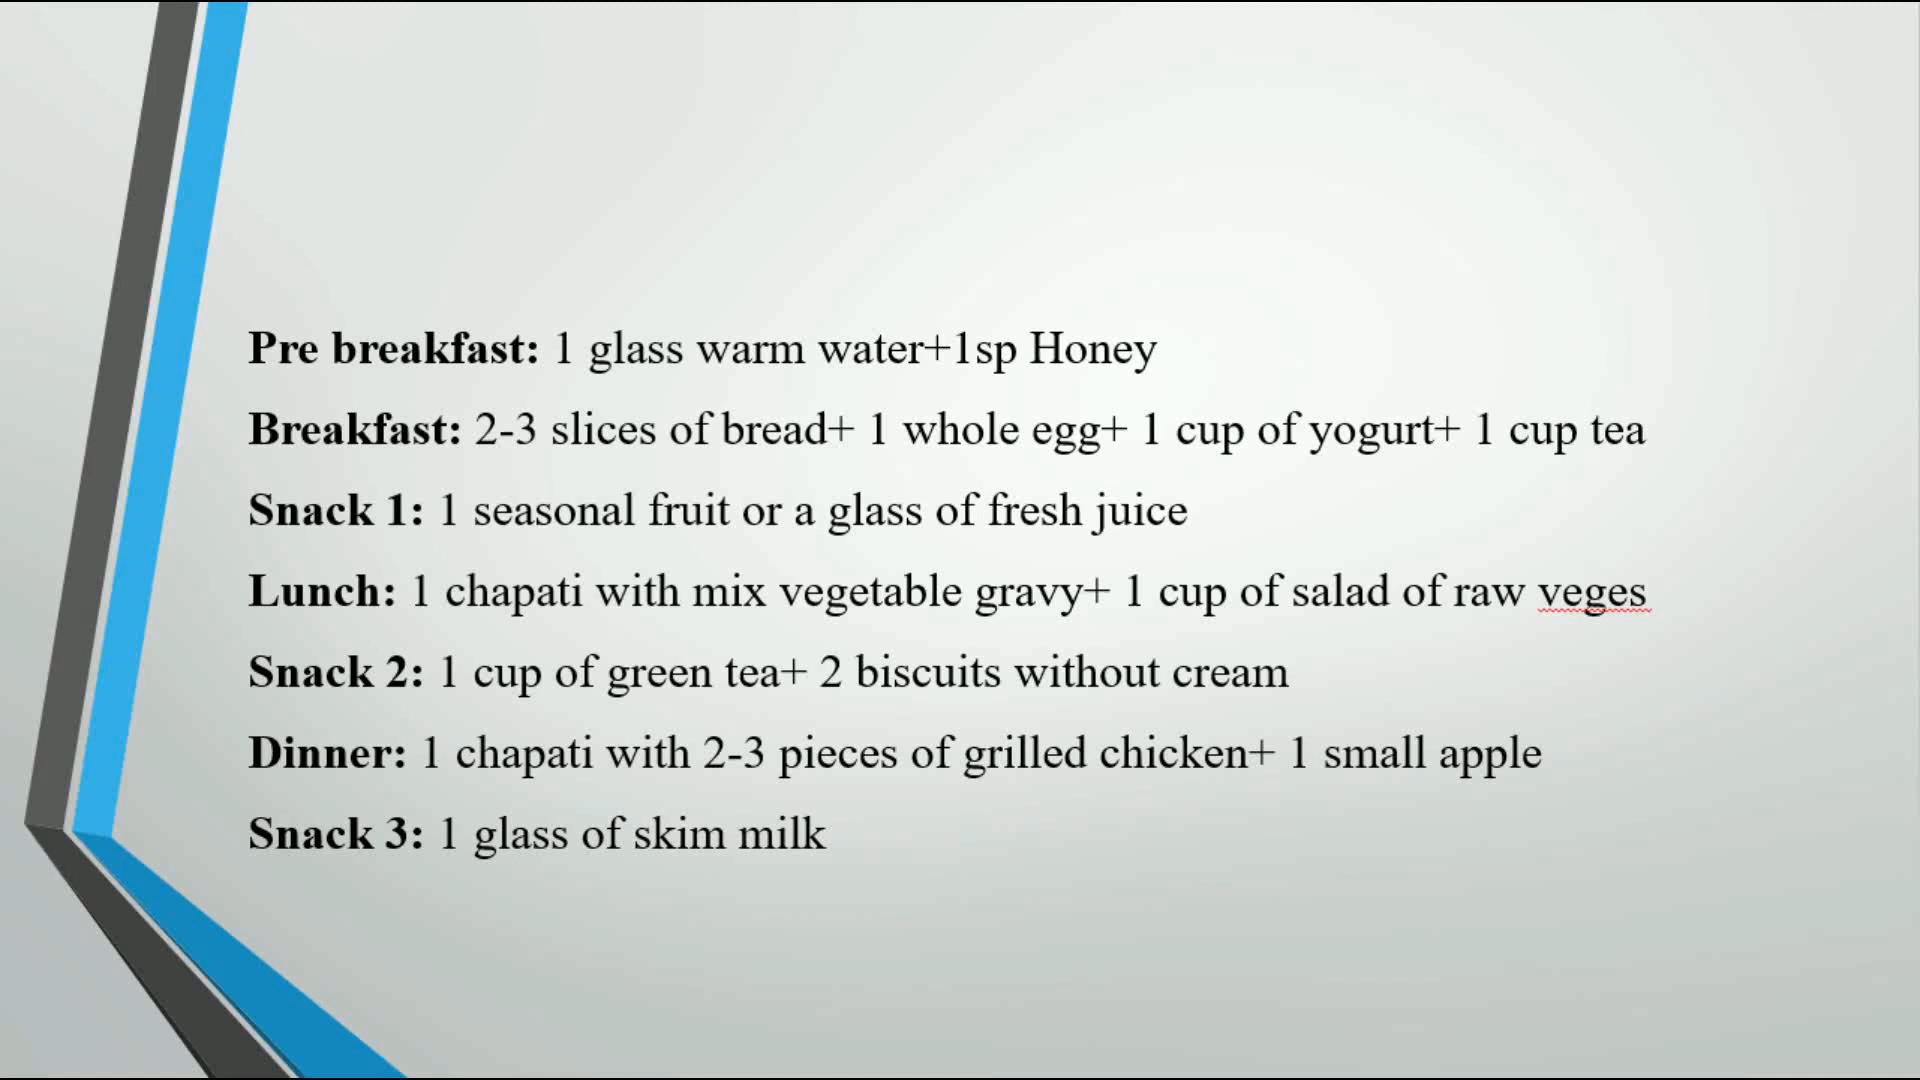 Pre breakfast: 1 glass warm water+1sp Honey
Breakfast: 2-3 slices of bread+ 1 whole egg+ 1 cup of yogurt+ 1 cup tea
Snack 1: 1 seasonal fruit or a glass of fresh juice
Lunch: 1 chapati with mix vegetable gravy+ 1 cup of salad of raw veges
Snack 2: 1 cup of green tea+ 2 biscuits without cream
Dinner: 1 chapati with 2-3 pieces of grilled chicken+ 1 small apple
Snack 3: 1 glass of skim milk